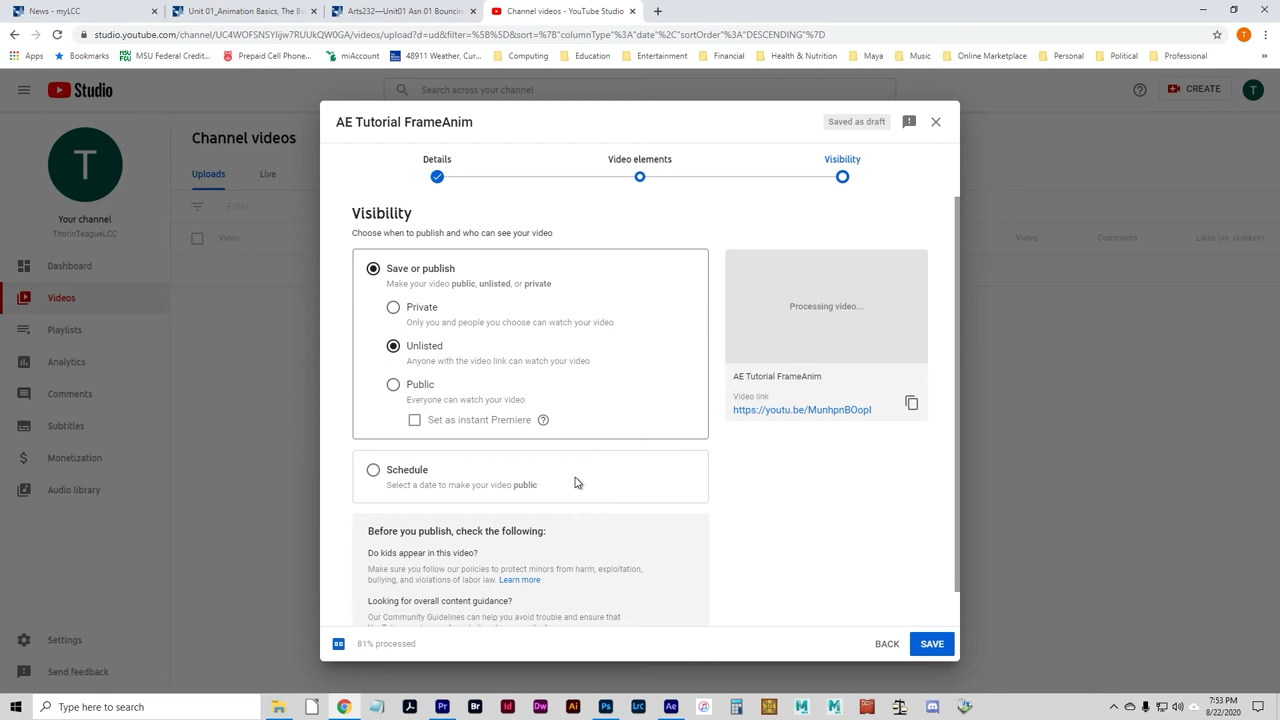 News - myLCC
Unit 01_Animation Basics, The Bo
Arts232—Unit01 Asn 01 Bouncin
Channel videos - YouTube Studio
studio.youtube.com/channel/UC4WOFSNSYlijw7RUUkQW0GA/videos/upload?d=ud&filter=%5B%5D&sort=%7B"columnType"%3A"date"%2C"sortOrder"%3A"DESCENDING"%7D
T
Bookmarks
MSU Federal Credit...
Prepaid Cell Phone...
miAccount
48911 Weather, Cur...
Computing
Education
Entertainment
Financial
Health & Nutrition
Maya
Music
Online Marketplace
Personal
Political
Professional
Studio
Search across your channel
CREATE
T
T
Your channel
ThorinTeagueLCC
Dashboard
Videos
Playlists
Analytics
Comments
Subtitles
Monetization
Audio library
Settings
Send feedback
Channel videos
Uploads
Live
Filter
Video
Views
Comments
Likes (vs. dislikes)
AE Tutorial FrameAnim
Saved as draft
Details
Video elements
Visibility
Visibility
Choose when to publish and who can see your video
Save or publish
Make your video public, unlisted, or private
Private
Only you and people you choose can watch your video
Unlisted
Anyone with the video link can watch your video
Public
Everyone can watch your video
Set as instant Premiere
Schedule
Select a date to make your video public
Before you publish, check the following:
Do kids appear in this video?
Make sure you follow our policies to protect minors from harm, exploitation,
bullying, and violations of labor law. Learn more
Looking for overall content guidance?
Our Community Guidelines can help you avoid trouble and ensure that
Processing video...
AE Tutorial FrameAnim
Video link
https://youtu.be/MunhpnBOopI
HD
81% processed
BACK
SAVE
Type here to search
7:53 PM
8/22/2020